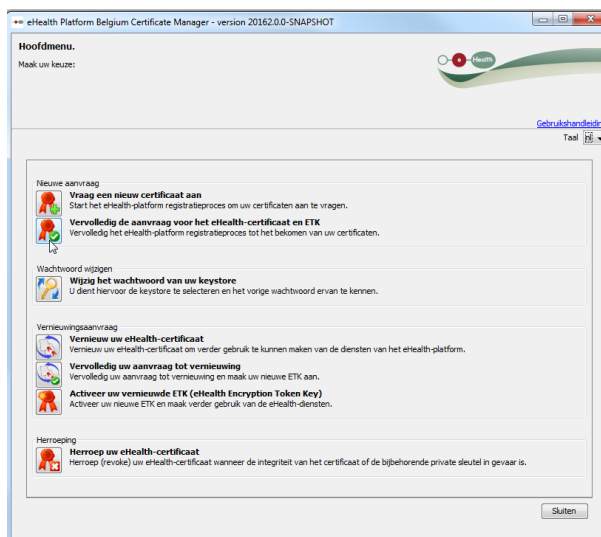 eHealth Platform Belgium Certificate Manager - version 20162.0.0-SNAPSHOT
Hoofdmenu.
Maak uw keuze:
e Health
Gebruikshandleidin
Taal nl
Nieuwe aanvraag
Vraag een nieuw certificaat aan
Start het eHealth-platform registratieproces om uw certificaten aan te vragen.
Vervolledig de aanvraag voor het eHealth-certificaat en ETK
Vervolledig het eHealth-platform registratieproces tot het bekomen van uw certificaten.
Wachtwoord wijzigen
Wijzig het wachtwoord van uw keystore
U dient hiervoor de keystore te selecteren en het vorige wachtwoord ervan te kennen.
Vernieuwingsaanvraag
Vernieuw uw eHealth-certificaat
Vernieuw uw eHealth-certificaat om verder gebruik te kunnen maken van de diensten van het eHealth-platform.
Vervolledig uw aanvraag tot vernieuwing
Vervolledig uw aanvraag tot vernieuwing en maak uw nieuwe ETK aan.
Activeer uw vernieuwde ETK (eHealth Encryption Token Key)
Activeer uw nieuwe ETK en maak verder gebruik van de eHealth-diensten.
Herroeping
Herroep uw eHealth-certificaat
Herroep (revoke) uw eHealth-certificaat wanneer de integriteit van het certificaat of de bijbehorende private sleutel in gevaar is.
Sluiten